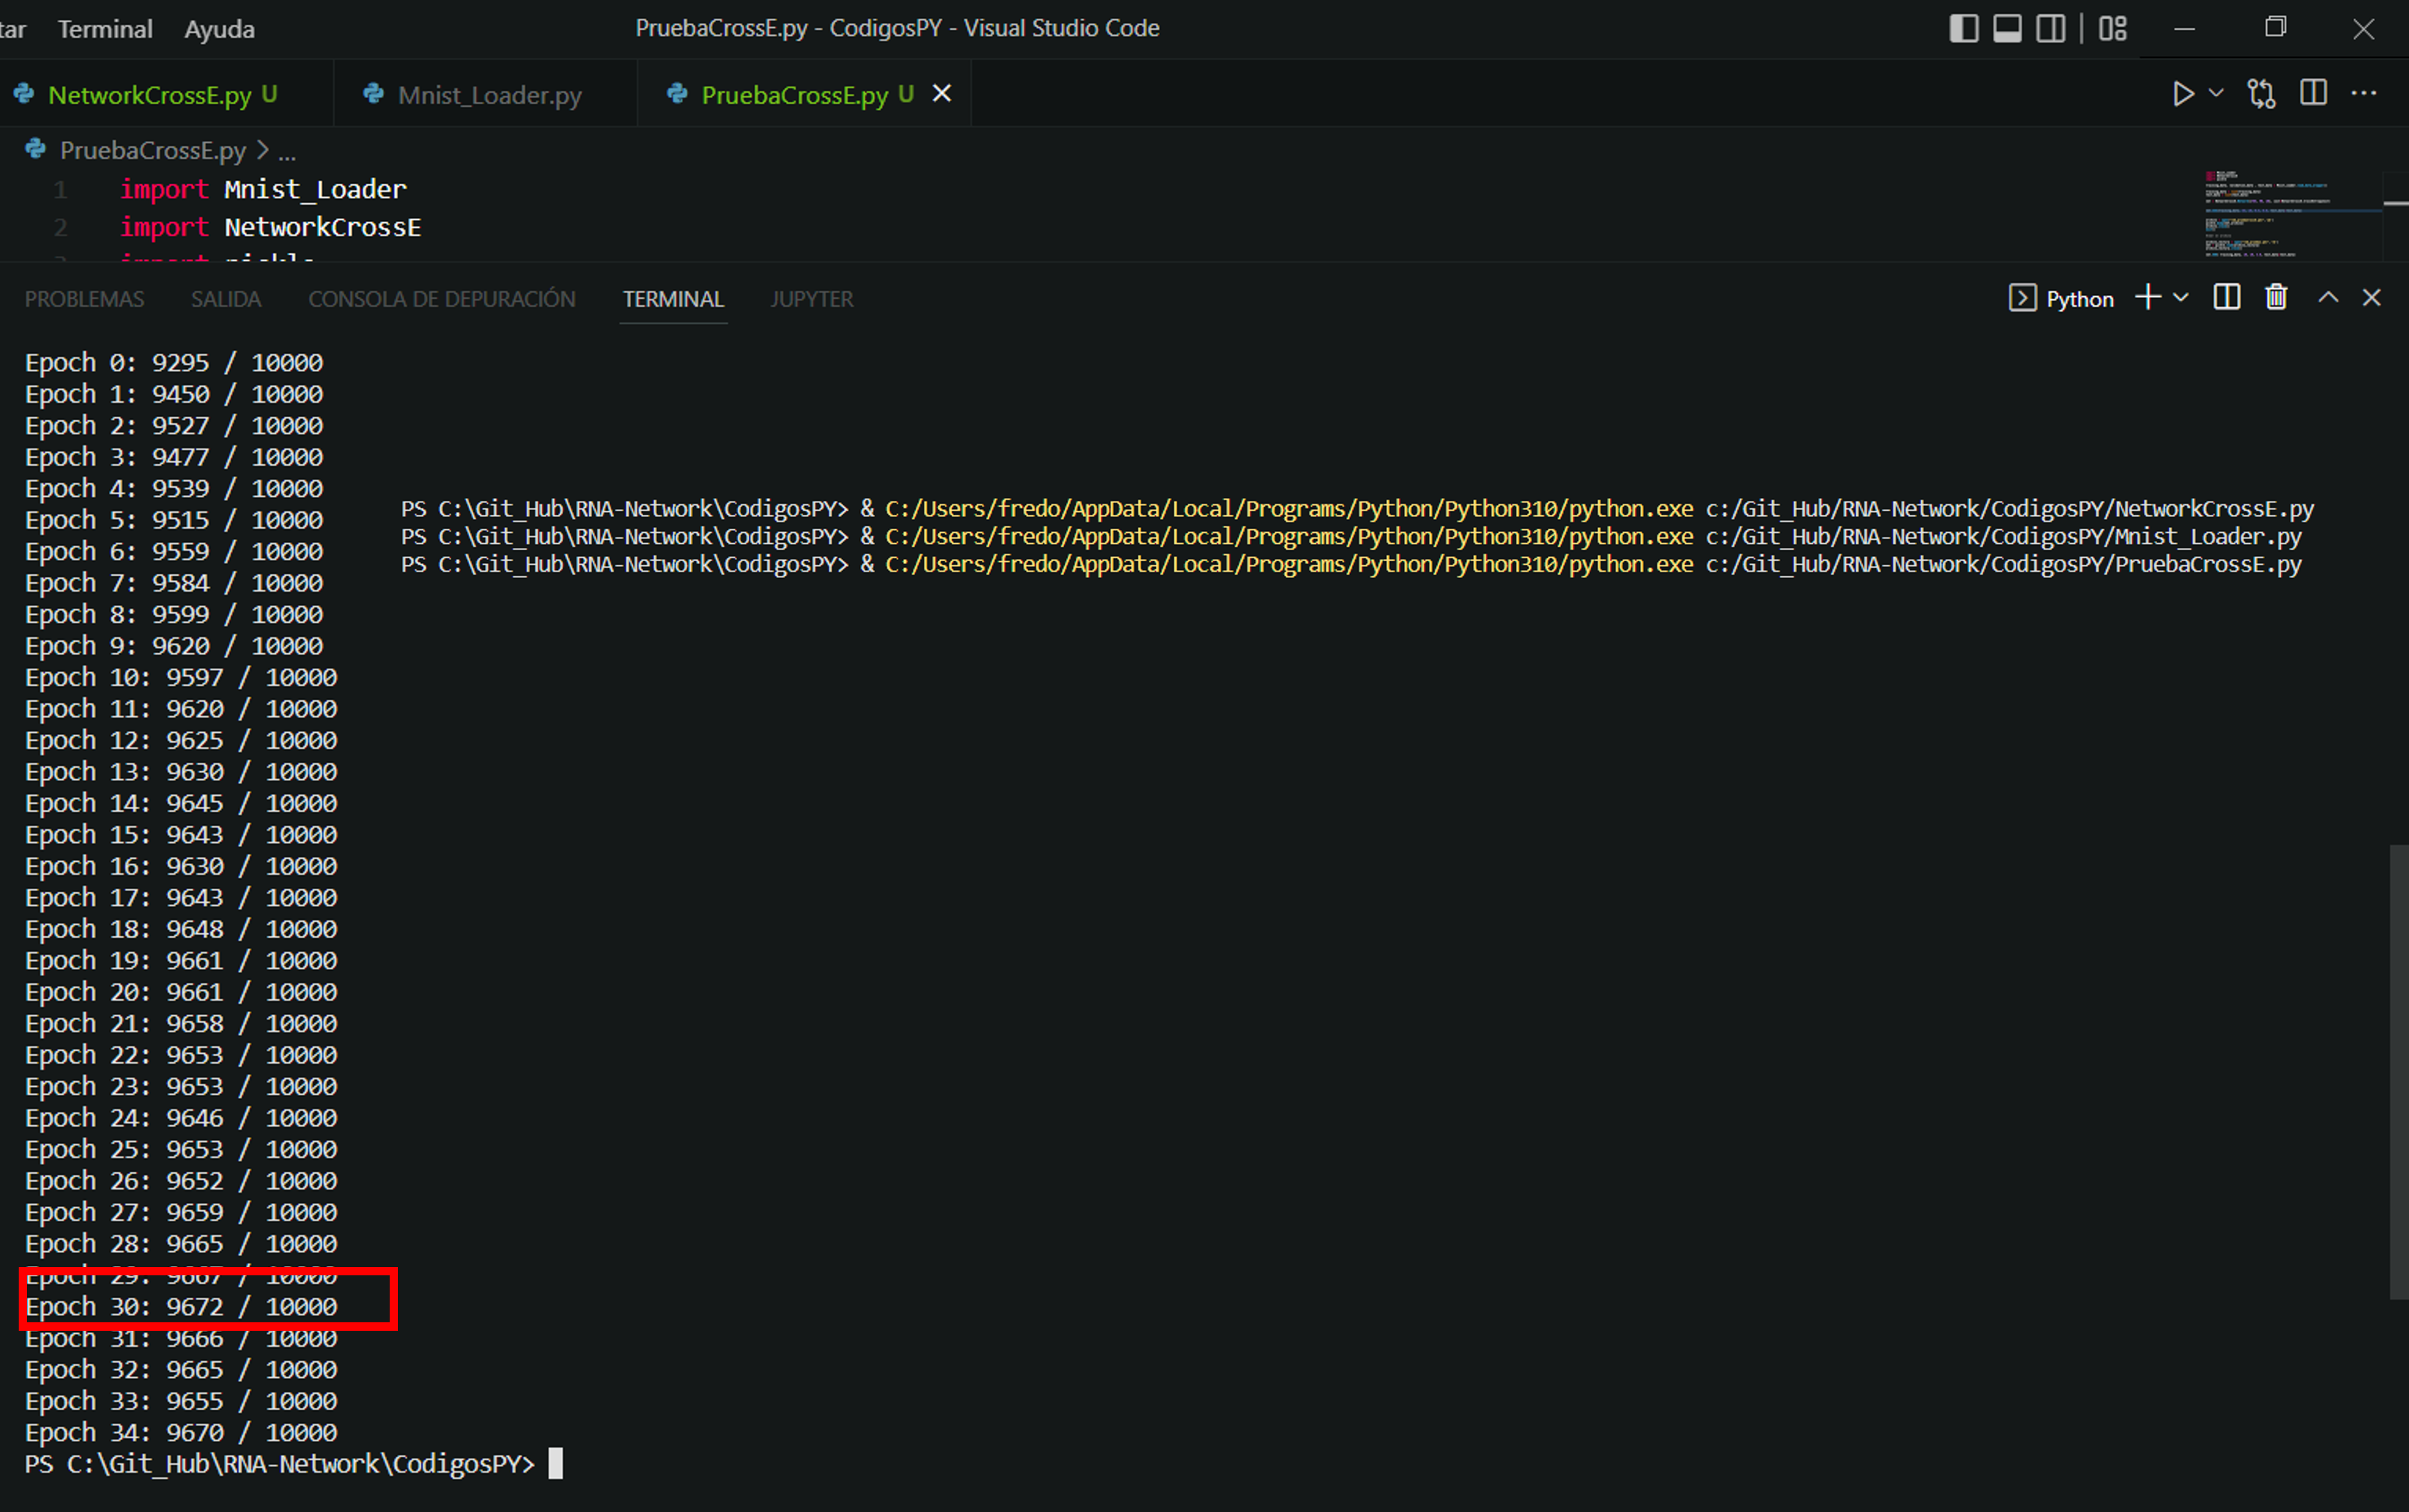 tar Terminal Ayuda PruebaCrossE.py - CodigosPY - Visual Studio Code
NetworkCrossE.py U Mnist_Loader.py PruebaCrossE.py U
PruebaCrossE.py > ...
1 import Mnist_Loader
2 import NetworkCrossE
3 import pickle
PROBLEMAS SALIDA CONSOLA DE DEPURACIÓN TERMINAL JUPYTER Python
Epoch 0: 9295 / 10000
Epoch 1: 9450 / 10000
Epoch 2: 9527 / 10000
Epoch 3: 9477 / 10000
Epoch 4: 9539 / 10000
PS C:\Git_Hub\RNA-Network\CodigosPY> & C:/Users/fredo/AppData/Local/Programs/Python/Python310/python.exe c:/Git_Hub/RNA-Network/CodigosPY/NetworkCrossE.py
Epoch 5: 9515 / 10000
PS C:\Git_Hub\RNA-Network\CodigosPY> & C:/Users/fredo/AppData/Local/Programs/Python/Python310/python.exe c:/Git_Hub/RNA-Network/CodigosPY/Mnist_Loader.py
Epoch 6: 9559 / 10000
PS C:\Git_Hub\RNA-Network\CodigosPY> & C:/Users/fredo/AppData/Local/Programs/Python/Python310/python.exe c:/Git_Hub/RNA-Network/CodigosPY/PruebaCrossE.py
Epoch 7: 9584 / 10000
Epoch 8: 9599 / 10000
Epoch 9: 9620 / 10000
Epoch 10: 9597 / 10000
Epoch 11: 9620 / 10000
Epoch 12: 9625 / 10000
Epoch 13: 9630 / 10000
Epoch 14: 9645 / 10000
Epoch 15: 9643 / 10000
Epoch 16: 9630 / 10000
Epoch 17: 9643 / 10000
Epoch 18: 9648 / 10000
Epoch 19: 9661 / 10000
Epoch 20: 9661 / 10000
Epoch 21: 9658 / 10000
Epoch 22: 9653 / 10000
Epoch 23: 9653 / 10000
Epoch 24: 9646 / 10000
Epoch 25: 9653 / 10000
Epoch 26: 9652 / 10000
Epoch 27: 9659 / 10000
Epoch 28: 9665 / 10000
Epoch 29: 9667 / 10000
Epoch 30: 9672 / 10000
Epoch 31: 9666 / 10000
Epoch 32: 9665 / 10000
Epoch 33: 9655 / 10000
Epoch 34: 9670 / 10000
PS C:\Git_Hub\RNA-Network\CodigosPY>